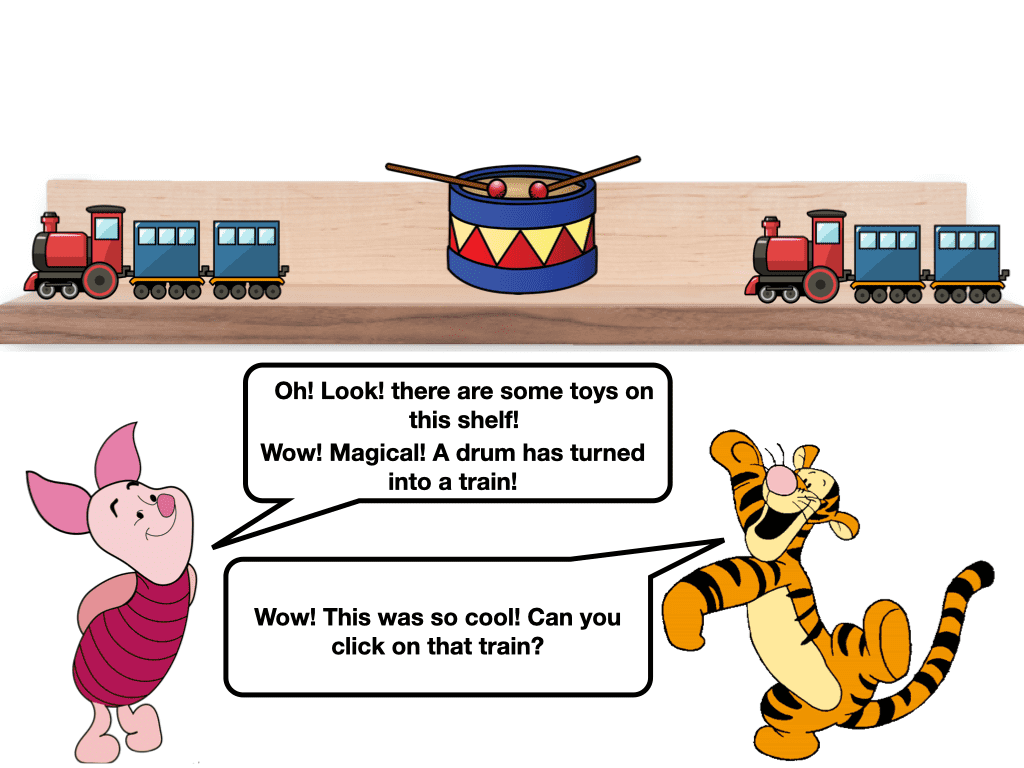 Oh! Look! there are some toys on
this shelf!
Wow! Magical! A drum has turned
into a train!
Wow! This was so cool! Can you
click on that train?